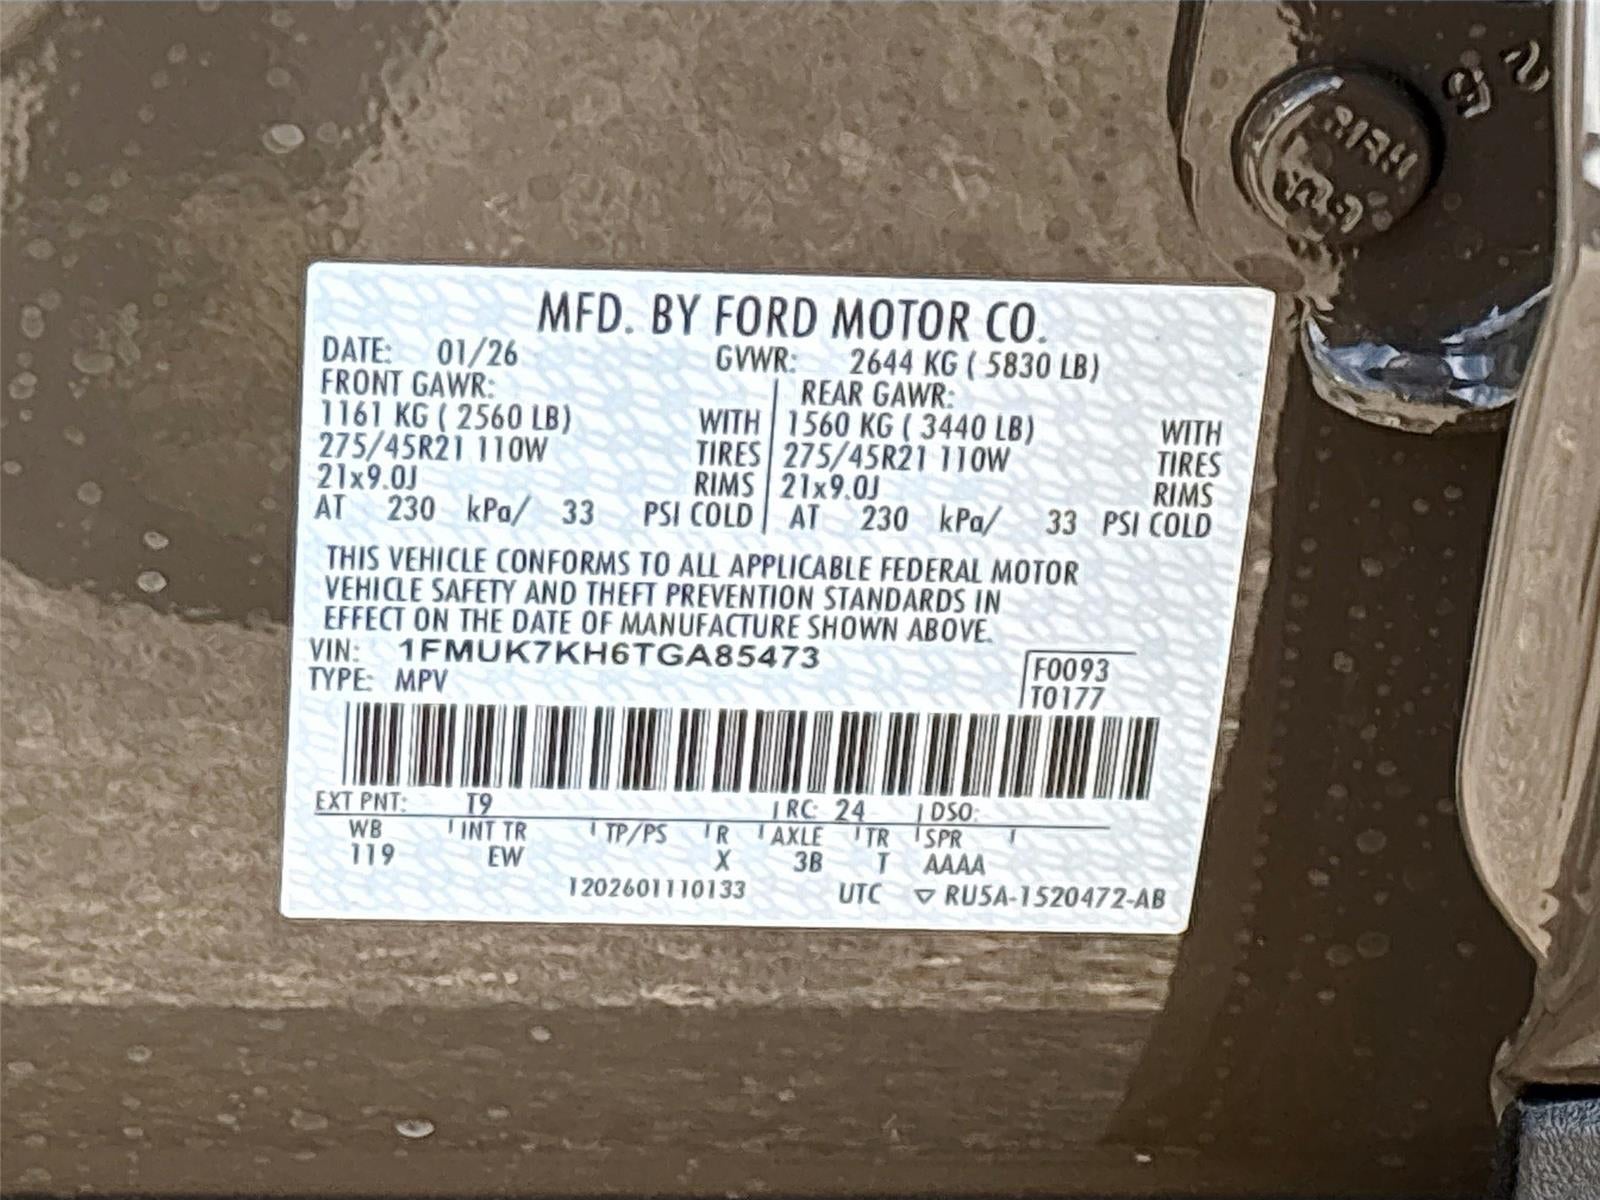 MFD. BY FORD MOTOR CO.
DATE: 01/26 GVWR: 2644 KG ( 5830 LB)
FRONT GAWR: REAR GAWR:
1161 KG ( 2560 LB) WITH 1560 KG ( 3440 LB) WITH
275/45R21 110W TIRES 275/45R21 110W TIRES
21x9.0J RIMS 21x9.0J RIMS
AT 230 kPa/ 33 PSI COLD AT 230 kPa/ 33 PSI COLD
THIS VEHICLE CONFORMS TO ALL APPLICABLE FEDERAL MOTOR
VEHICLE SAFETY AND THEFT PREVENTION STANDARDS IN
EFFECT ON THE DATE OF MANUFACTURE SHOWN ABOVE.
VIN: 1FMUK7KH6TGA85473
F0093
TYPE: MPV
T0177
EXT PNT: T9 RC: 24 DSO:
WB INT TR TP/PS R AXLE TR SPR
119 EW X 3B T AAAA
1202601110133 UTC ▽ RU5A-1520472-AB